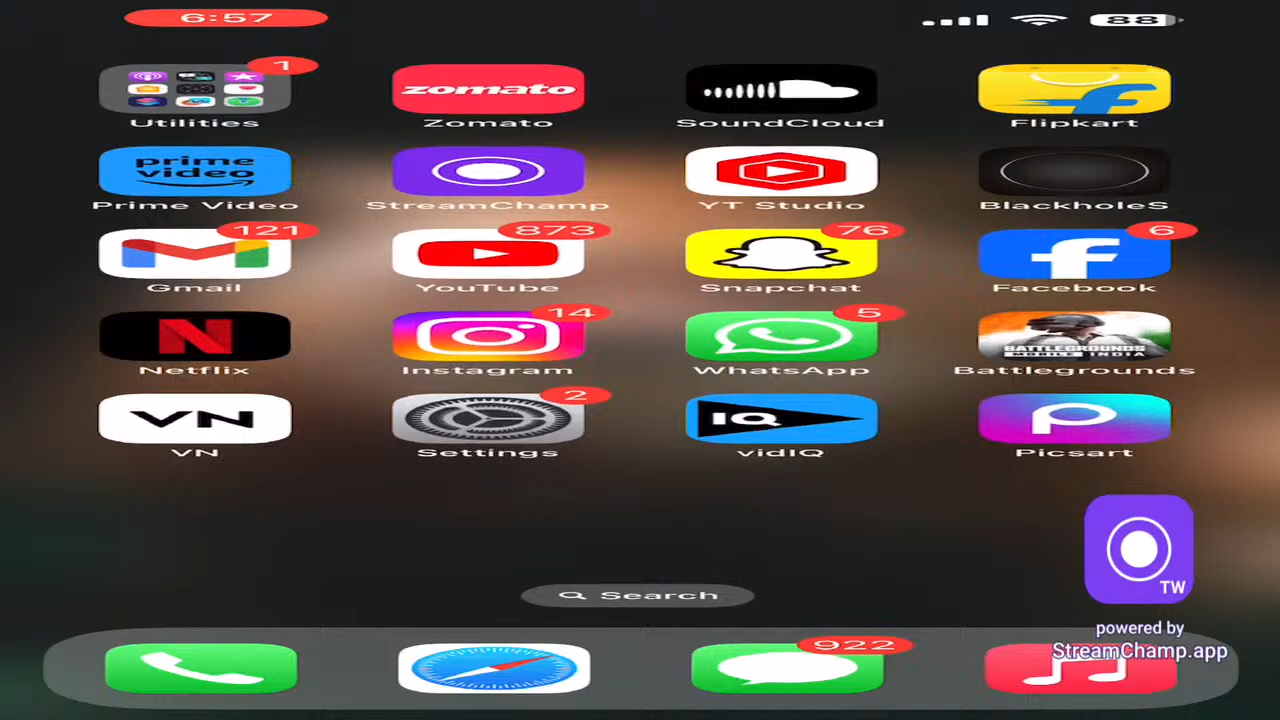 6:57
88
1
zomato
Utilities
Zomato
SoundCloud
Flipkart
prime
video
Prime Video
StreamChamp
YT Studio
BlackholeS
121
873
76
6
Gmail
YouTube
Snapchat
Facebook
N
14
5
BATTLEGROUNDS
MOBILE INDIA
Netflix
Instagram
WhatsApp
Battlegrounds
VN
2
IQ
VN
Settings
vidIQ
Picsart
TW
Search
powered by
StreamChamp.app
922